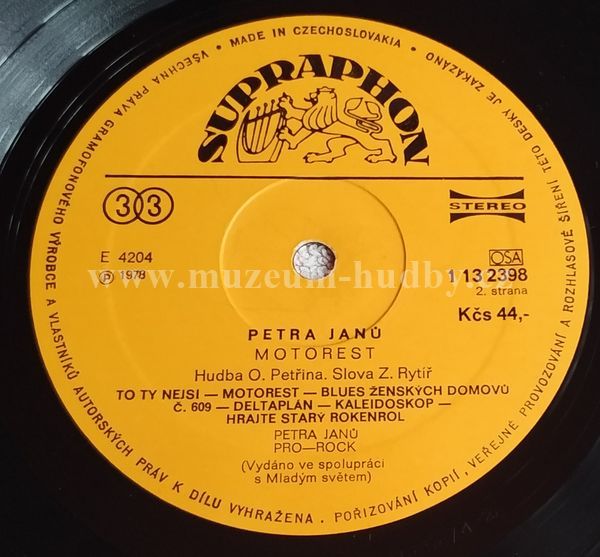 VŠECHNA PRÁVA GRAMOFONOVÉHO VÝROBCE A VLASTNÍKŮ AUTORSKÝCH PRÁV K DÍLU VYHRAŽENA. POŘIZOVÁNÍ KOPIÍ, VEŘEJNÉ PROVOZOVÁNÍ A ROZHLASOVÉ ŠÍŘENÍ TÉTO DESKY JE ZAKÁZÁNO
• MADE IN CZECHOSLOVAKIA •
SUPRAPHON
33
STEREO
E 4204
℗ 1978
OSA
1 13 2398
2. strana
www.muzeum-hudby.cz
Kčs 44,-
PETRA JANŮ
MOTOREST
Hudba O. Petřina. Slova Z. Rytíř
TO TY NEJSI — MOTOREST — BLUES ŽENSKÝCH DOMOVŮ
Č. 609 — DELTAPLÁN — KALEIDOSKOP —
HRAJTE STARÝ ROKENROL
PETRA JANŮ
PRO—ROCK
(Vydáno ve spolupráci
s Mladým světem)